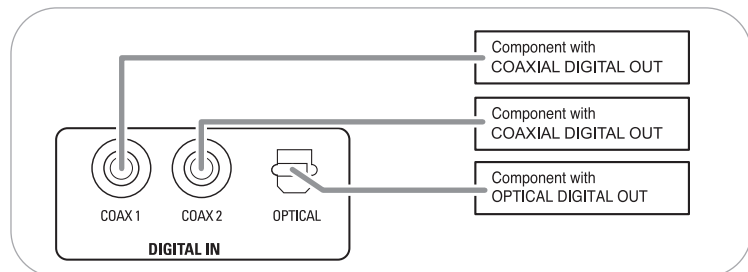 Component with
COAXIAL DIGITAL OUT
Component with
COAXIAL DIGITAL OUT
Component with
OPTICAL DIGITAL OUT
COAX 1
COAX 2
OPTICAL
DIGITAL IN